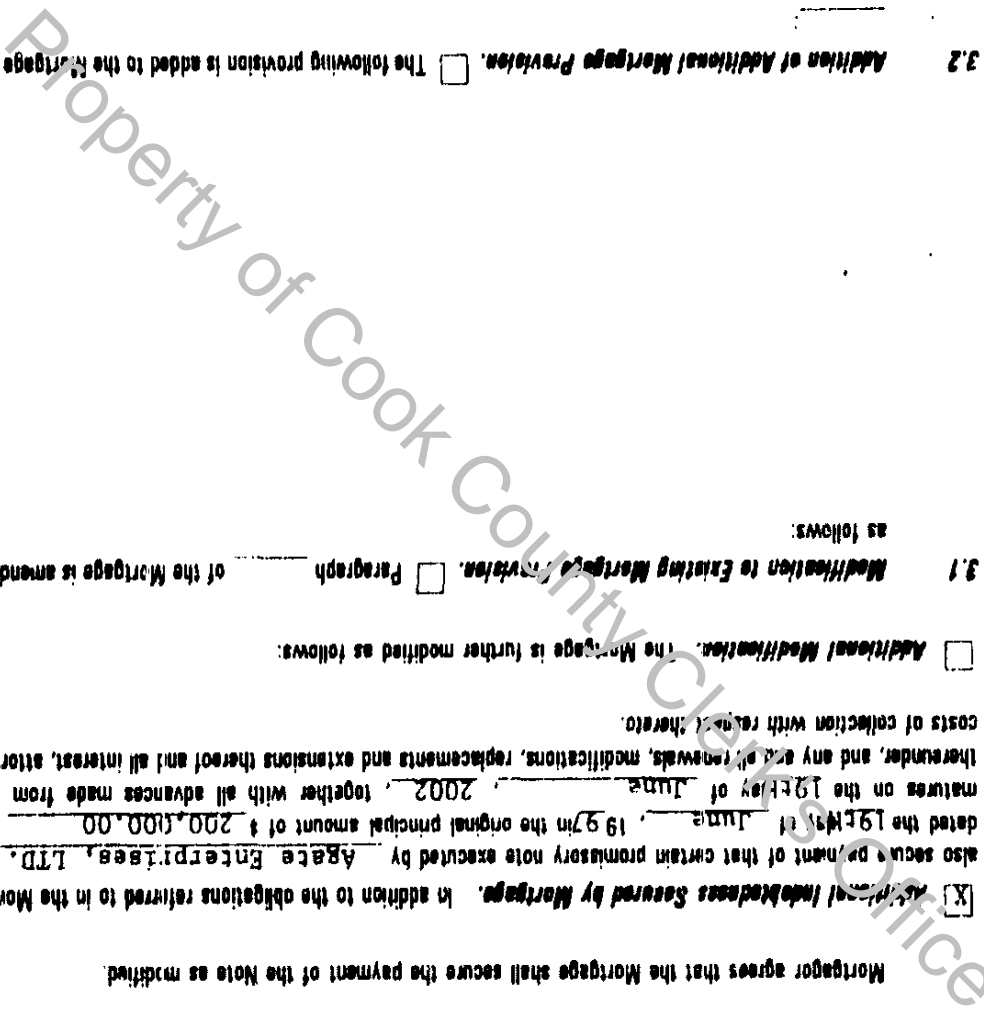 Mortgagor agrees that the Mortgage shall secure the payment of the Note as modified.
[X] Additional Indebtedness Secured by Mortgage. In addition to the obligations referred to in the Mor
also secure payment of that certain promissory note executed by Agate Enterprises, LTD.
dated the 19th day of June, 1997 in the original principal amount of $ 200,000.00
matures on the 19th day of June, 2002, together with all advances made from
thereunder, and any and all renewals, modifications, replacements and extensions thereof and all interest, attor
costs of collection with respect thereto.
Additional Modification. The Mortgage is further modified as follows:
3.1 Modification to Existing Mortgage Provision. Paragraph ____ of the Mortgage is amend
as follows:
3.2 Addition of Additional Mortgage Provision. The following provision is added to the Mortgage
Property of Cook County Clerk's Office